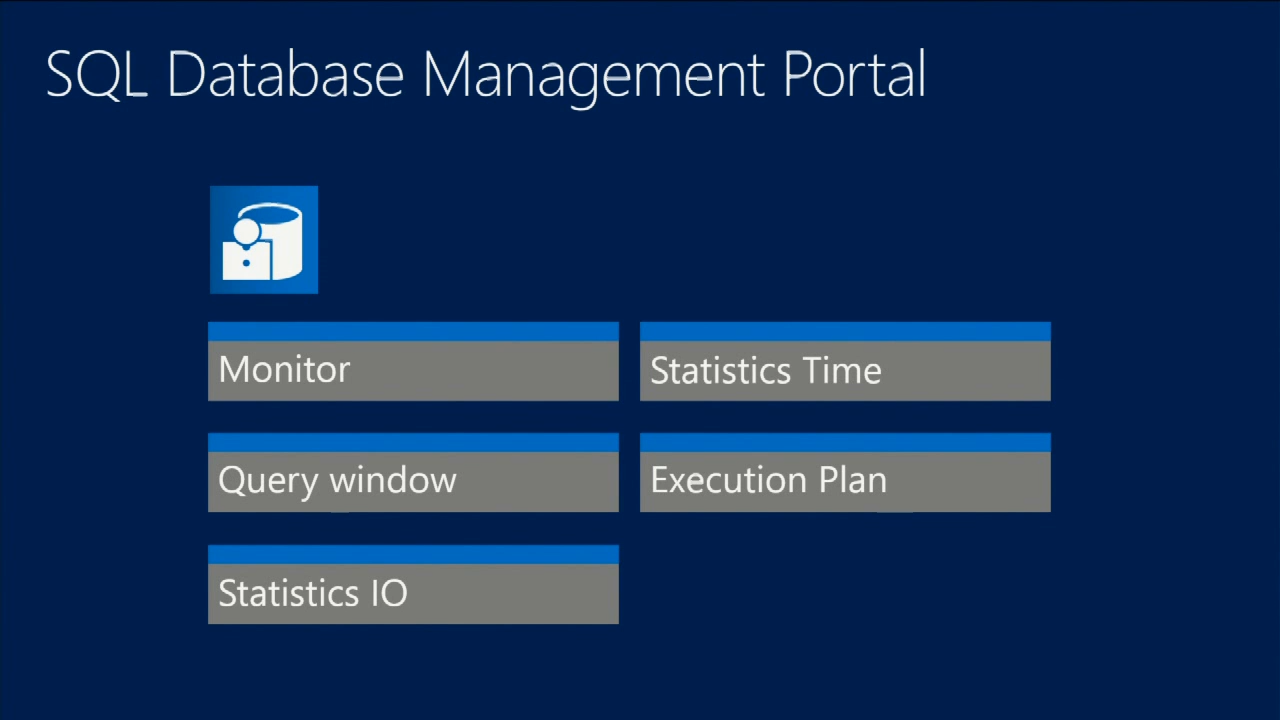 SQL Database Management Portal
Monitor
Statistics Time
Query window
Execution Plan
Statistics IO